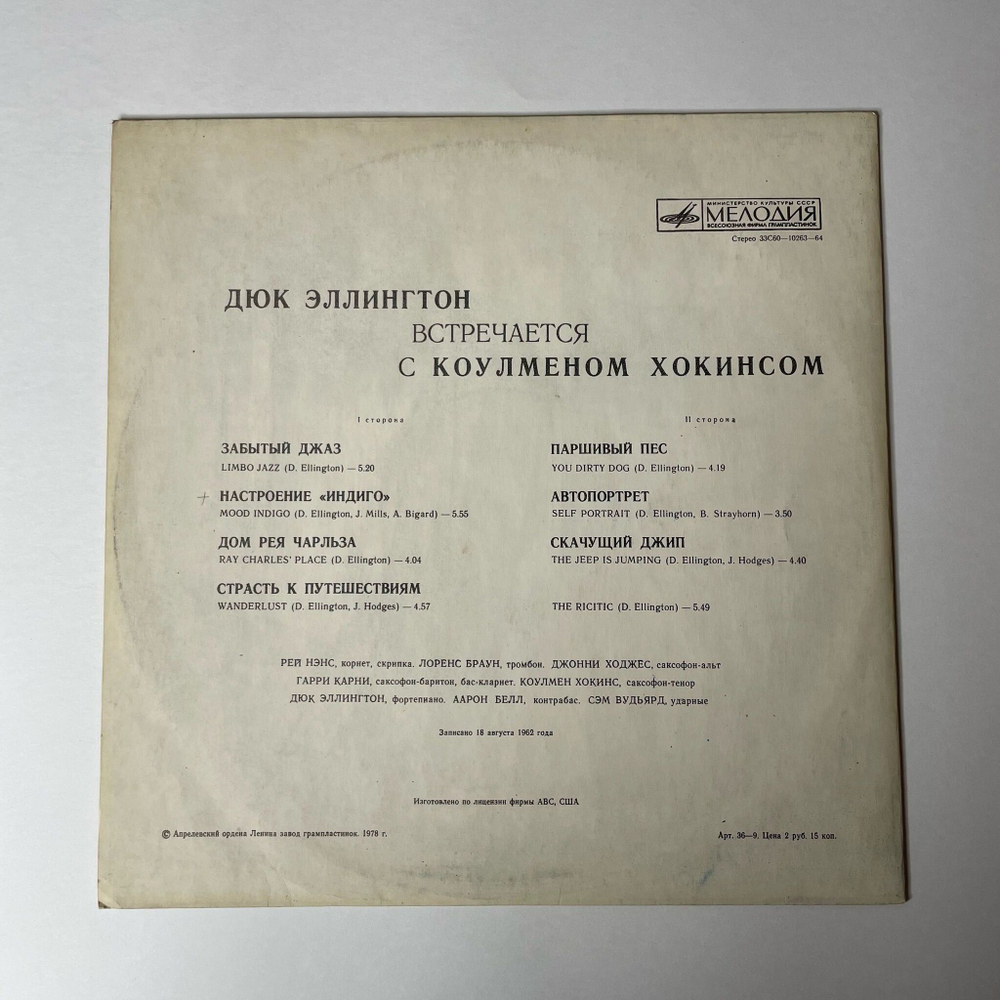 МИНИСТЕРСТВО КУЛЬТУРЫ СССР
МЕЛОДИЯ
ВСЕСОЮЗНАЯ ФИРМА ГРАМПЛАСТИНОК
Стерео 33С60—10263—64
ДЮК ЭЛЛИНГТОН
ВСТРЕЧАЕТСЯ
С КОУЛМЕНОМ ХОКИНСОМ
I сторона
ЗАБЫТЫЙ ДЖАЗ
LIMBO JAZZ (D. Ellington) — 5.20
+ НАСТРОЕНИЕ «ИНДИГО»
MOOD INDIGO (D. Ellington, J. Mills, A. Bigard) — 5.55
ДОМ РЕЯ ЧАРЛЬЗА
RAY CHARLES' PLACE (D. Ellington) — 4.04
СТРАСТЬ К ПУТЕШЕСТВИЯМ
WANDERLUST (D. Ellington, J. Hodges) — 4.57
II сторона
ПАРШИВЫЙ ПЕС
YOU DIRTY DOG (D. Ellington) — 4.19
АВТОПОРТРЕТ
SELF PORTRAIT (D. Ellington, B. Strayhorn) — 3.50
СКАЧУЩИЙ ДЖИП
THE JEEP IS JUMPING (D. Ellington, J. Hodges) — 4.40
THE RICITIC (D. Ellington) — 5.49
РЕЙ НЭНС, корнет, скрипка. ЛОРЕНС БРАУН, тромбон. ДЖОННИ ХОДЖЕС, саксофон-альт
ГАРРИ КАРНИ, саксофон-баритон, бас-кларнет. КОУЛМЕН ХОКИНС, саксофон-тенор
ДЮК ЭЛЛИНГТОН, фортепиано. ААРОН БЕЛЛ, контрабас. СЭМ ВУДЬЯРД, ударные
Записано 18 августа 1962 года
Изготовлено по лицензии фирмы АВС, США
© Апрелевский ордена Ленина завод грампластинок. 1978 г.
Арт. 36—9. Цена 2 руб. 15 коп.